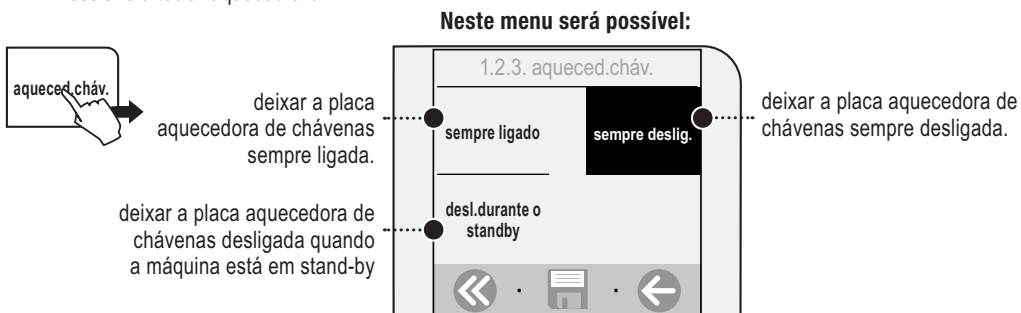 Neste menu será possível:
aqueced.cháv.
1.2.3. aqueced.cháv.
deixar a placa
aquecedora de chávenas
sempre ligada.
sempre ligado
sempre deslig.
deixar a placa aquecedora de
chávenas sempre desligada.
deixar a placa aquecedora de
chávenas desligada quando
a máquina está em stand-by
desl.durante o
standby